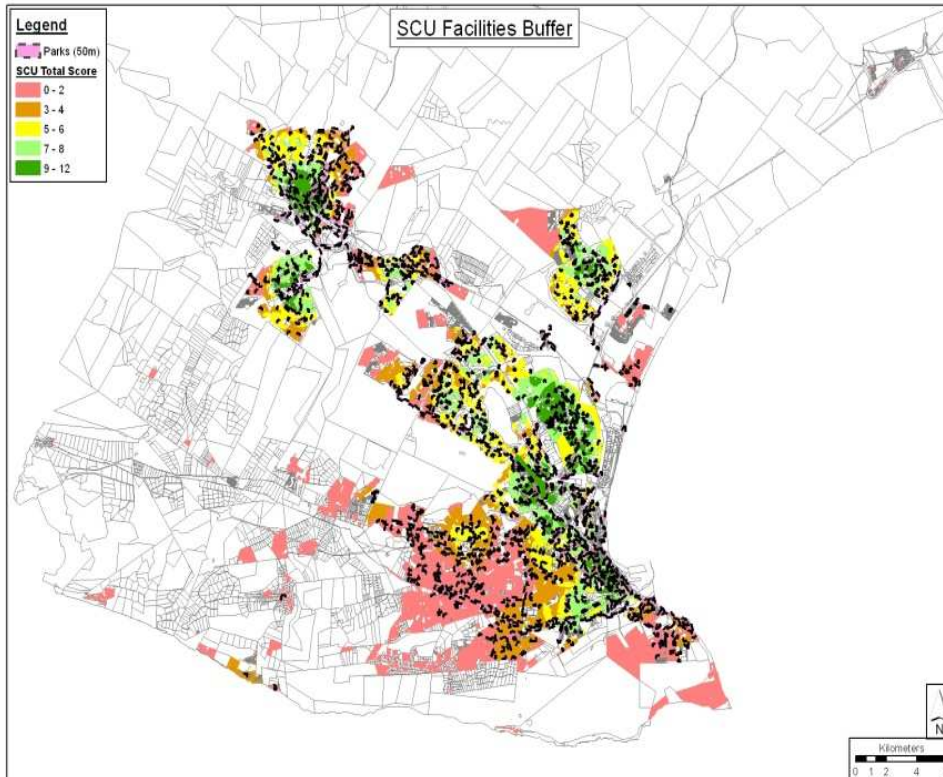 SCU Facilities Buffer
Legend
Parks (50m)
SCU Total Score
0 - 2
3 - 4
5 - 6
7 - 8
9 - 12
N
Kilometers
0 1 2 4